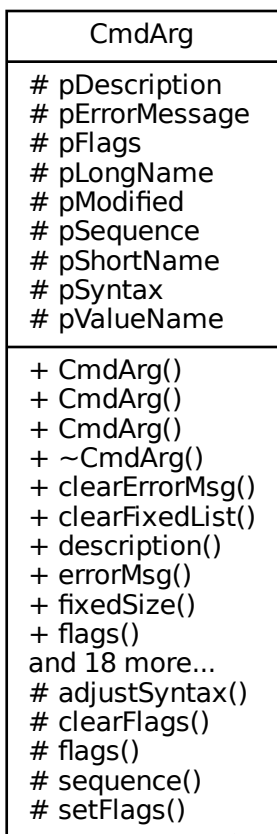 CmdArg
# pDescription
# pErrorMessage
# pFlags
# pLongName
# pModified
# pSequence
# pShortName
# pSyntax
# pValueName
+ CmdArg()
+ CmdArg()
+ CmdArg()
+ ~CmdArg()
+ clearErrorMsg()
+ clearFixedList()
+ description()
+ errorMsg()
+ fixedSize()
+ flags()
and 18 more...
# adjustSyntax()
# clearFlags()
# flags()
# sequence()
# setFlags()